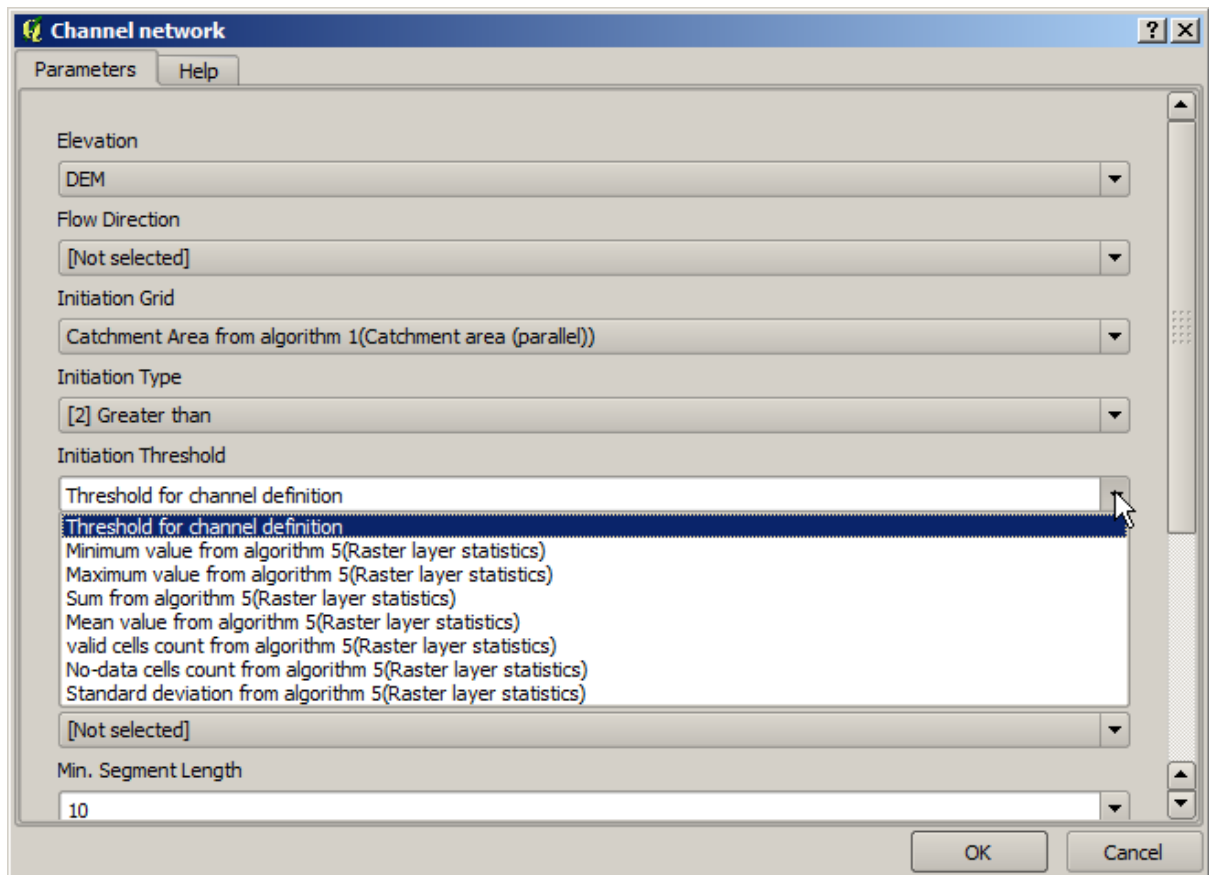 Channel network
Parameters Help
Elevation
DEM
Flow Direction
[Not selected]
Initiation Grid
Catchment Area from algorithm 1(Catchment area (parallel))
Initiation Type
[2] Greater than
Initiation Threshold
Threshold for channel definition
Threshold for channel definition
Minimum value from algorithm 5(Raster layer statistics)
Maximum value from algorithm 5(Raster layer statistics)
Sum from algorithm 5(Raster layer statistics)
Mean value from algorithm 5(Raster layer statistics)
valid cells count from algorithm 5(Raster layer statistics)
No-data cells count from algorithm 5(Raster layer statistics)
Standard deviation from algorithm 5(Raster layer statistics)
[Not selected]
Min. Segment Length
10
OK Cancel